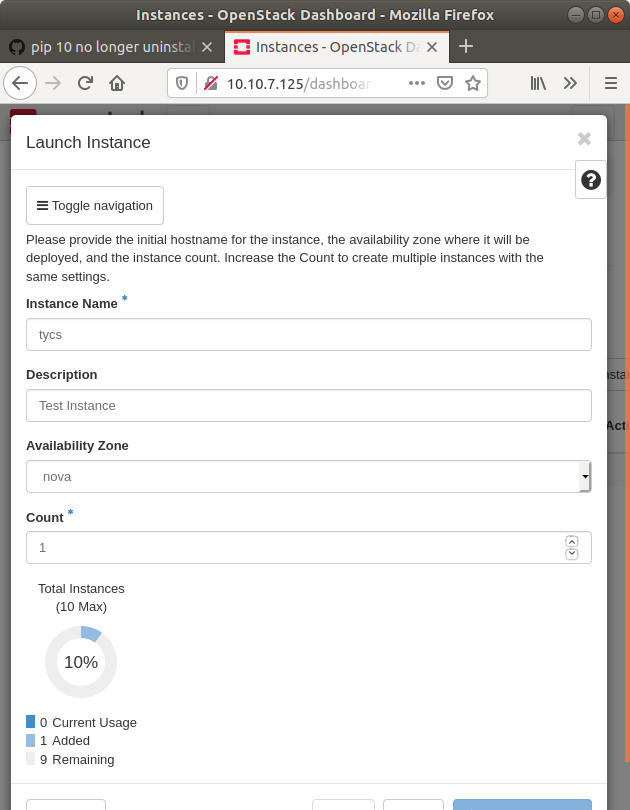 Instances - OpenStack Dashboard - Mozilla Firefox
pip 10 no longer uninstal
Instances - OpenStack Da
10.10.7.125/dashboar
Launch Instance
Toggle navigation
Please provide the initial hostname for the instance, the availability zone where it will be
deployed, and the instance count. Increase the Count to create multiple instances with the
same settings.
Instance Name *
tycs
Description
Test Instance
Availability Zone
nova
Count *
1
Total Instances
(10 Max)
10%
0 Current Usage
1 Added
9 Remaining
Act